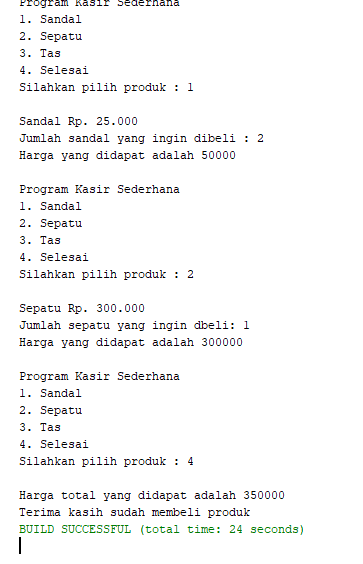 Program Kasir Sederhana
1. Sandal
2. Sepatu
3. Tas
4. Selesai
Silahkan pilih produk : 1
Sandal Rp. 25.000
Jumlah sandal yang ingin dibeli : 2
Harga yang didapat adalah 50000
Program Kasir Sederhana
1. Sandal
2. Sepatu
3. Tas
4. Selesai
Silahkan pilih produk : 2
Sepatu Rp. 300.000
Jumlah sepatu yang ingin dbeli: 1
Harga yang didapat adalah 300000
Program Kasir Sederhana
1. Sandal
2. Sepatu
3. Tas
4. Selesai
Silahkan pilih produk : 4
Harga total yang didapat adalah 350000
Terima kasih sudah membeli produk
BUILD SUCCESSFUL (total time: 24 seconds)